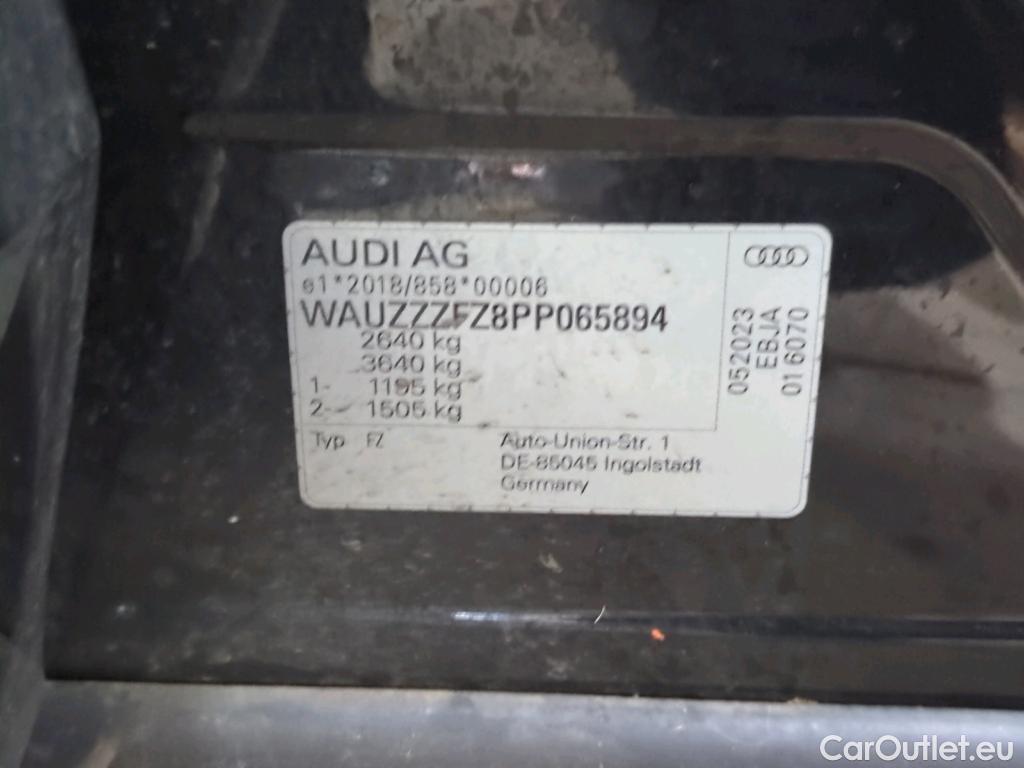 AUDI AG
e1*2018/858*00006
WAUZZZFZ8PP065894
2640 kg
3640 kg
1- 1195 kg
2- 1505 kg
Typ FZ
Auto-Union-Str. 1
DE-85045 Ingolstadt
Germany
052023
EBJA
016070
CarOutlet.eu